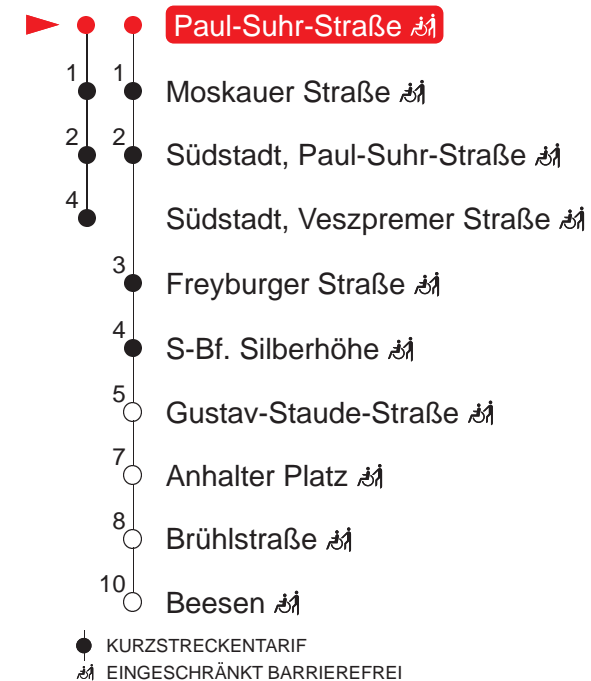 Paul-Suhr-Straße
1 1 Moskauer Straße
2 2 Südstadt, Paul-Suhr-Straße
4 Südstadt, Veszpremer Straße
3 Freyburger Straße
4 S-Bf. Silberhöhe
5 Gustav-Staude-Straße
7 Anhalter Platz
8 Brühlstraße
10 Beesen
KURZSTRECKENTARIF
EINGESCHRÄNKT BARRIEREFREI